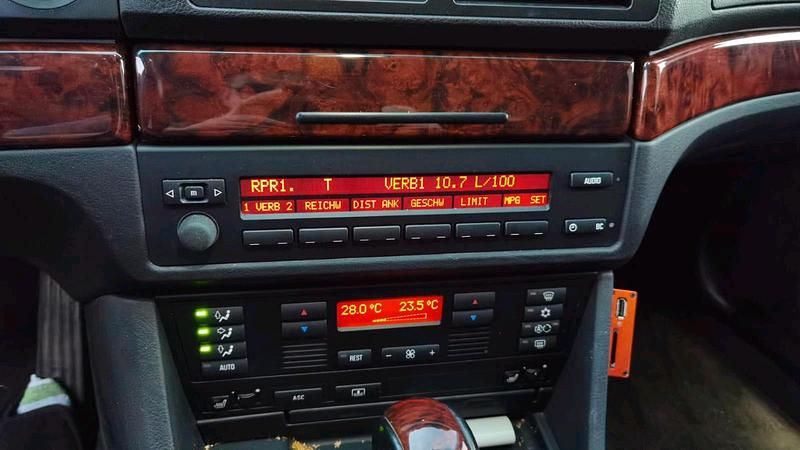 RPR1. T VERB1 10.7 L/100
AUDIO
m
1 VERB 2 REICHW DIST ANK GESCHW LIMIT MPG SET
BC
28.0 °C 23.5 °C
AUTO
REST
- +
ASC